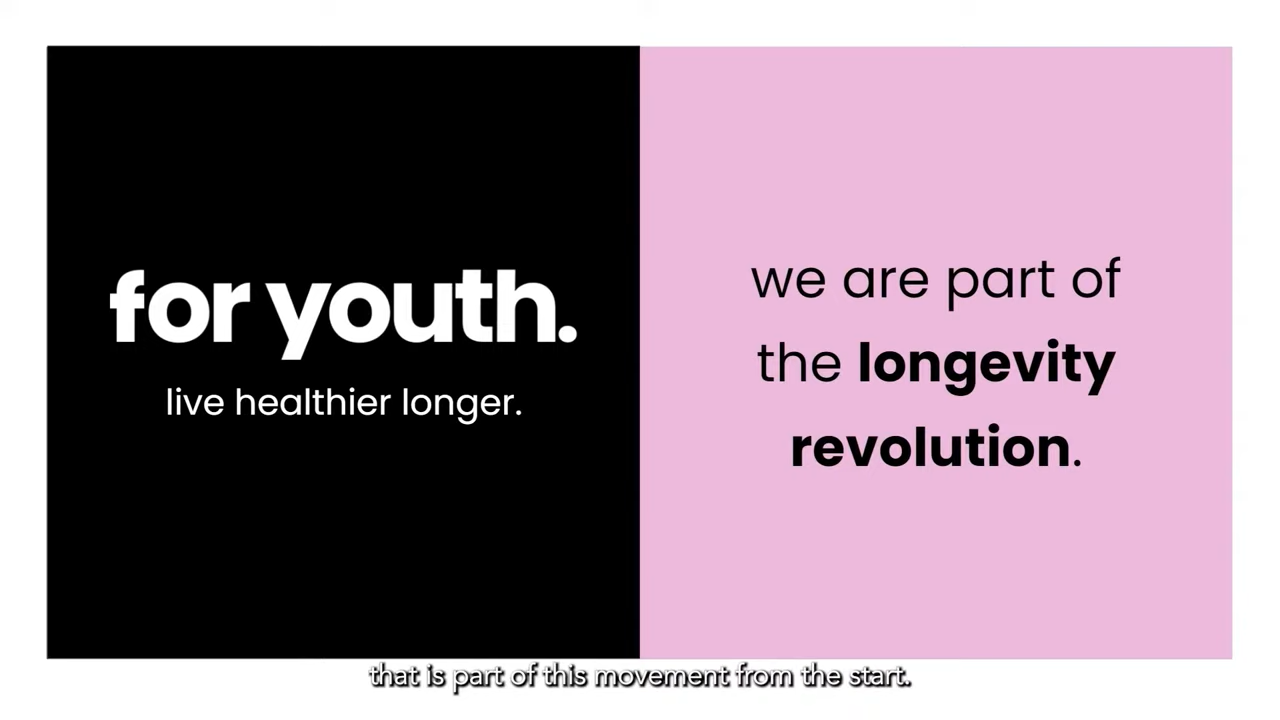 for youth.
live healthier longer.
we are part of
the longevity
revolution.
that is part of this movement from the start.